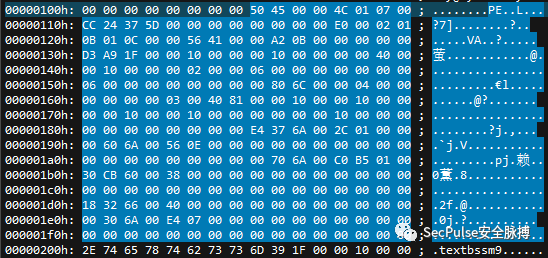 00000100h: 00 00 00 00 00 00 00 00 50 45 00 00 4C 01 07 00 ; ........PE..L...
00000110h: CC 24 37 5D 00 00 00 00 00 00 00 00 E0 00 02 01 ; ?7]........?..
00000120h: 0B 01 0C 00 00 56 41 00 00 A2 0B 00 00 00 00 00 ; .....VA..?.....
00000130h: D3 A9 1F 00 00 10 00 00 00 10 00 00 00 00 40 00 ; 萤............@.
00000140h: 00 10 00 00 00 02 00 00 06 00 00 00 00 00 00 00 ; ................
00000150h: 06 00 00 00 00 00 00 00 00 80 6C 00 00 04 00 00 ; .........€l.....
00000160h: 00 00 00 00 03 00 40 81 00 00 10 00 00 10 00 00 ; ......@?........
00000170h: 00 00 10 00 00 10 00 00 00 00 00 00 10 00 00 00 ; ................
00000180h: 00 00 00 00 00 00 00 00 E4 37 6A 00 2C 01 00 00 ; ........?j.,...
00000190h: 00 60 6A 00 56 0E 00 00 00 00 00 00 00 00 00 00 ; .`j.V...........
000001a0h: 00 00 00 00 00 00 00 00 00 70 6A 00 C0 B5 01 00 ; .........pj.赖..
000001b0h: 30 CB 60 00 38 00 00 00 00 00 00 00 00 00 00 00 ; 0薫.8...........
000001c0h: 00 00 00 00 00 00 00 00 00 00 00 00 00 00 00 00 ; ................
000001d0h: 18 32 66 00 40 00 00 00 00 00 00 00 00 00 00 00 ; .2f.@...........
000001e0h: 00 30 6A 00 E4 07 00 00 00 00 00 00 00 00 00 00 ; .0j.?...........
000001f0h: 00 00 00 00 00 00 00 00 00 00 00 00 00 00 00 00 ;
SecPulse安全脉搏
00000200h: 2E 74 65 78 74 62 73 73 6D 39 1F 00 00 10 00 00 ; .textbssm9......